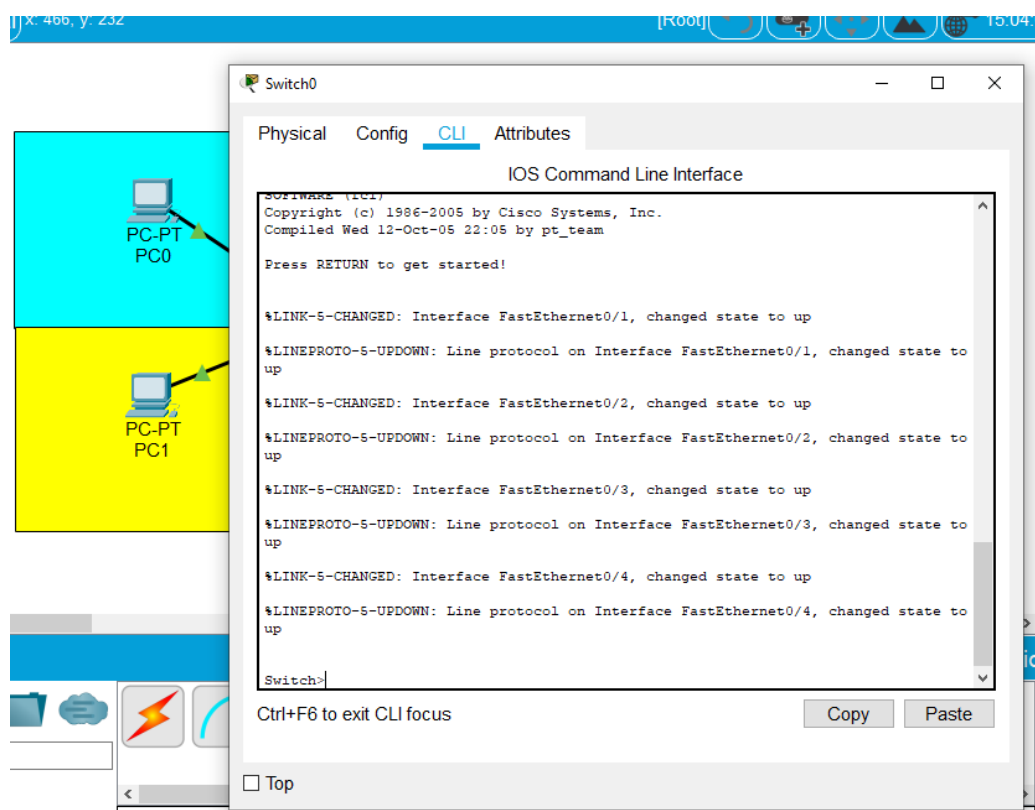 x: 466, y: 232
[Root]
15:04:
Switch0
Physical Config CLI Attributes
IOS Command Line Interface
SOFTWARE (fc1)
Copyright (c) 1986-2005 by Cisco Systems, Inc.
Compiled Wed 12-Oct-05 22:05 by pt_team
Press RETURN to get started!
%LINK-5-CHANGED: Interface FastEthernet0/1, changed state to up
%LINEPROTO-5-UPDOWN: Line protocol on Interface FastEthernet0/1, changed state to
up
%LINK-5-CHANGED: Interface FastEthernet0/2, changed state to up
%LINEPROTO-5-UPDOWN: Line protocol on Interface FastEthernet0/2, changed state to
up
%LINK-5-CHANGED: Interface FastEthernet0/3, changed state to up
%LINEPROTO-5-UPDOWN: Line protocol on Interface FastEthernet0/3, changed state to
up
%LINK-5-CHANGED: Interface FastEthernet0/4, changed state to up
%LINEPROTO-5-UPDOWN: Line protocol on Interface FastEthernet0/4, changed state to
up
Switch>
Ctrl+F6 to exit CLI focus
Copy
Paste
Top
PC-PT
PC0
PC-PT
PC1